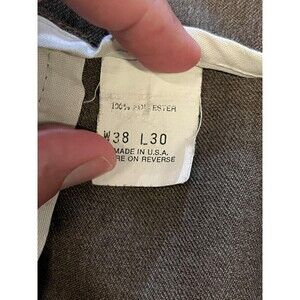 100% POLYESTER
W38 L30
MADE IN U.S.A.
RE ON REVERSE